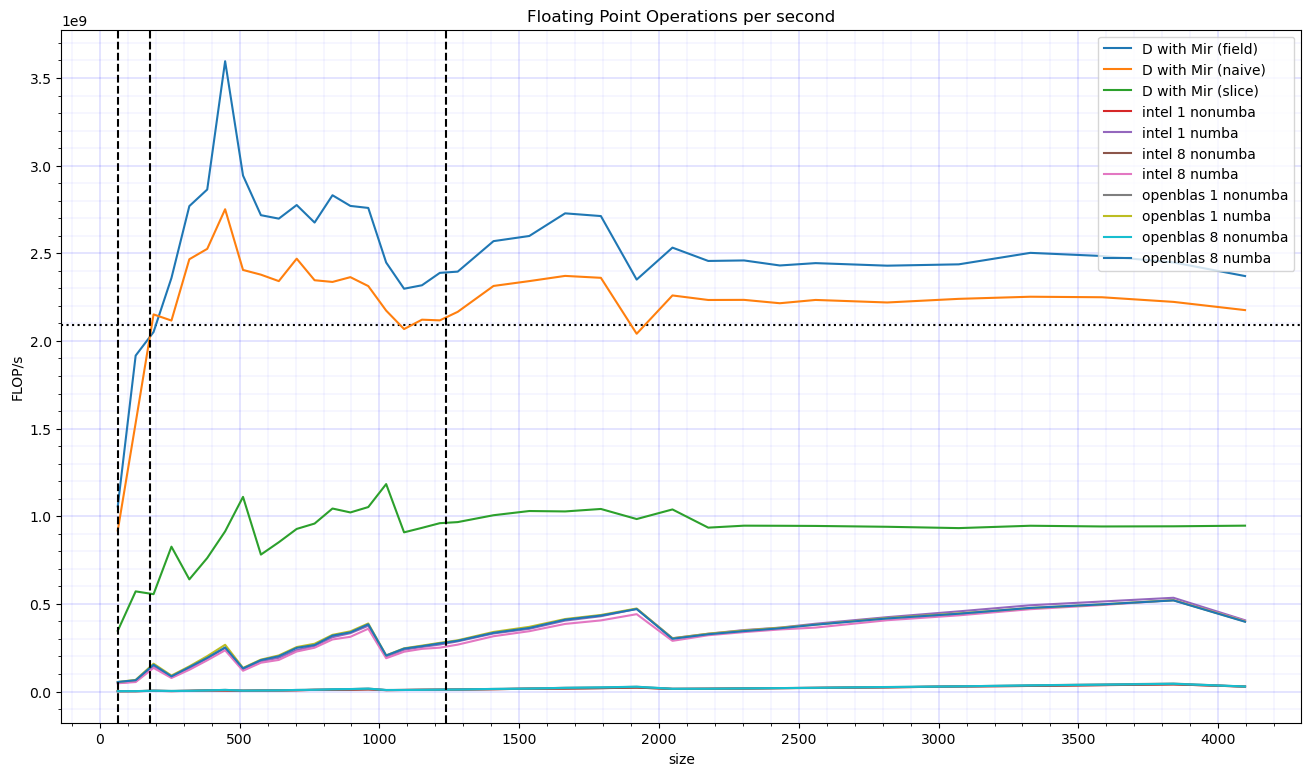 Floating Point Operations per second
1e9
3.5
3.0
2.5
2.0
1.5
1.0
0.5
0.0
FLOP/s
D with Mir (field)
D with Mir (naive)
D with Mir (slice)
intel 1 nonumba
intel 1 numba
intel 8 nonumba
intel 8 numba
openblas 1 nonumba
openblas 1 numba
openblas 8 nonumba
openblas 8 numba
0 500 1000 1500 2000 2500 3000 3500 4000
size